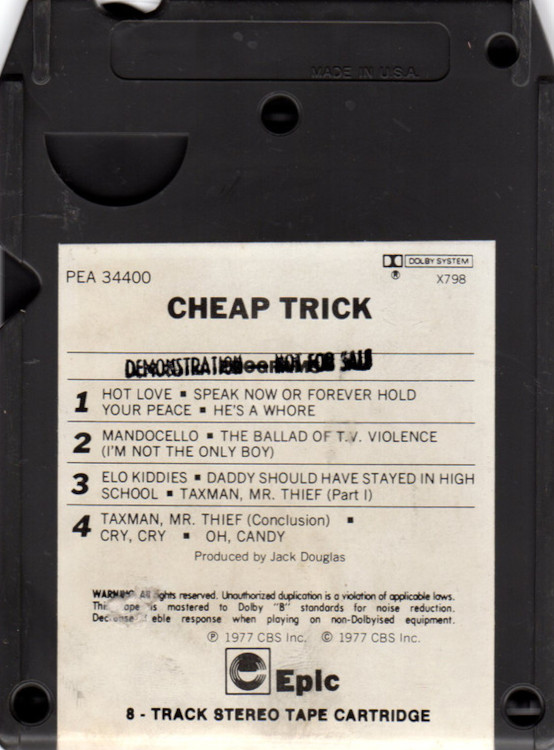 MADE IN U.S.A.
PEA 34400
DOLBY SYSTEM
®
X798
CHEAP TRICK
DEMONSTRATION — NOT FOR SALE
1 HOT LOVE ▪ SPEAK NOW OR FOREVER HOLD
YOUR PEACE ▪ HE'S A WHORE
2 MANDOCELLO ▪ THE BALLAD OF T.V. VIOLENCE
(I'M NOT THE ONLY BOY)
3 ELO KIDDIES ▪ DADDY SHOULD HAVE STAYED IN HIGH
SCHOOL ▪ TAXMAN, MR. THIEF (Part I)
4 TAXMAN, MR. THIEF (Conclusion) ▪
CRY, CRY ▪ OH, CANDY
Produced by Jack Douglas
WARNING: All rights reserved. Unauthorized duplication is a violation of applicable laws.
is mastered to Dolby "B" standards for noise reduction.
response when playing on non-Dolbyised equipment.
℗ 1977 CBS Inc. © 1977 CBS Inc.
Epic
8 - TRACK STEREO TAPE CARTRIDGE